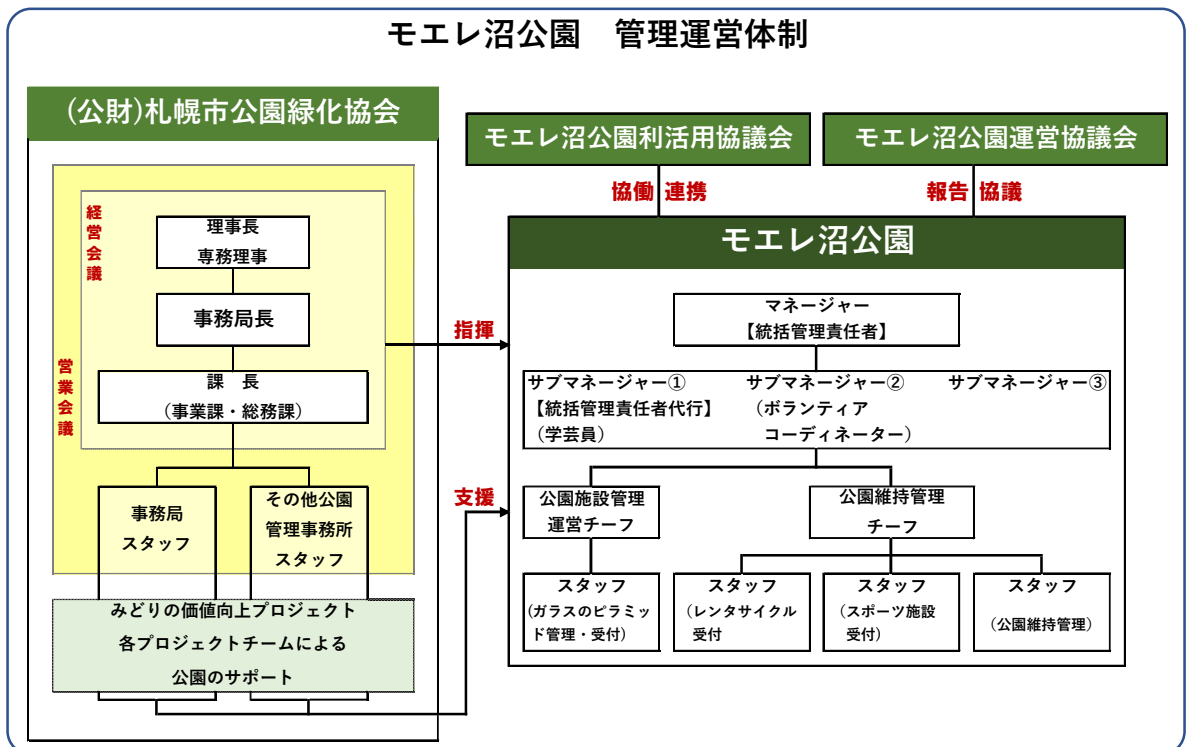 モエレ沼公園　管理運営体制
(公財)札幌市公園緑化協会
経営会議
理事長
専務理事
事務局長
営業会議
課　長
（事業課・総務課）
事務局
スタッフ
その他公園
管理事務所
スタッフ
みどりの価値向上プロジェクト
各プロジェクトチームによる
公園のサポート
指揮
支援
モエレ沼公園利活用協議会
協働 連携
モエレ沼公園運営協議会
報告 協議
モエレ沼公園
マネージャー
【統括管理責任者】
サブマネージャー①
【統括管理責任者代行】
（学芸員）
サブマネージャー②
（ボランティア
コーディネーター）
サブマネージャー③
公園施設管理
運営チーフ
公園維持管理
チーフ
スタッフ
(ガラスのピラミッ
ド管理・受付)
スタッフ
（レンタサイクル
受付
スタッフ
（スポーツ施設
受付）
スタッフ
（公園維持管理）